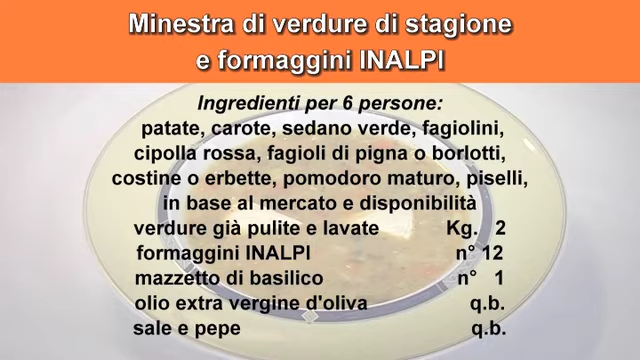 Minestra di verdure di stagione
e formaggini INALPI
Ingredienti per 6 persone:
patate, carote, sedano verde, fagiolini,
cipolla rossa, fagioli di pigna o borlotti,
costine o erbette, pomodoro maturo, piselli,
in base al mercato e disponibilità
verdure già pulite e lavate Kg. 2
formaggini INALPI n° 12
mazzetto di basilico n° 1
olio extra vergine d'oliva q.b.
sale e pepe q.b.